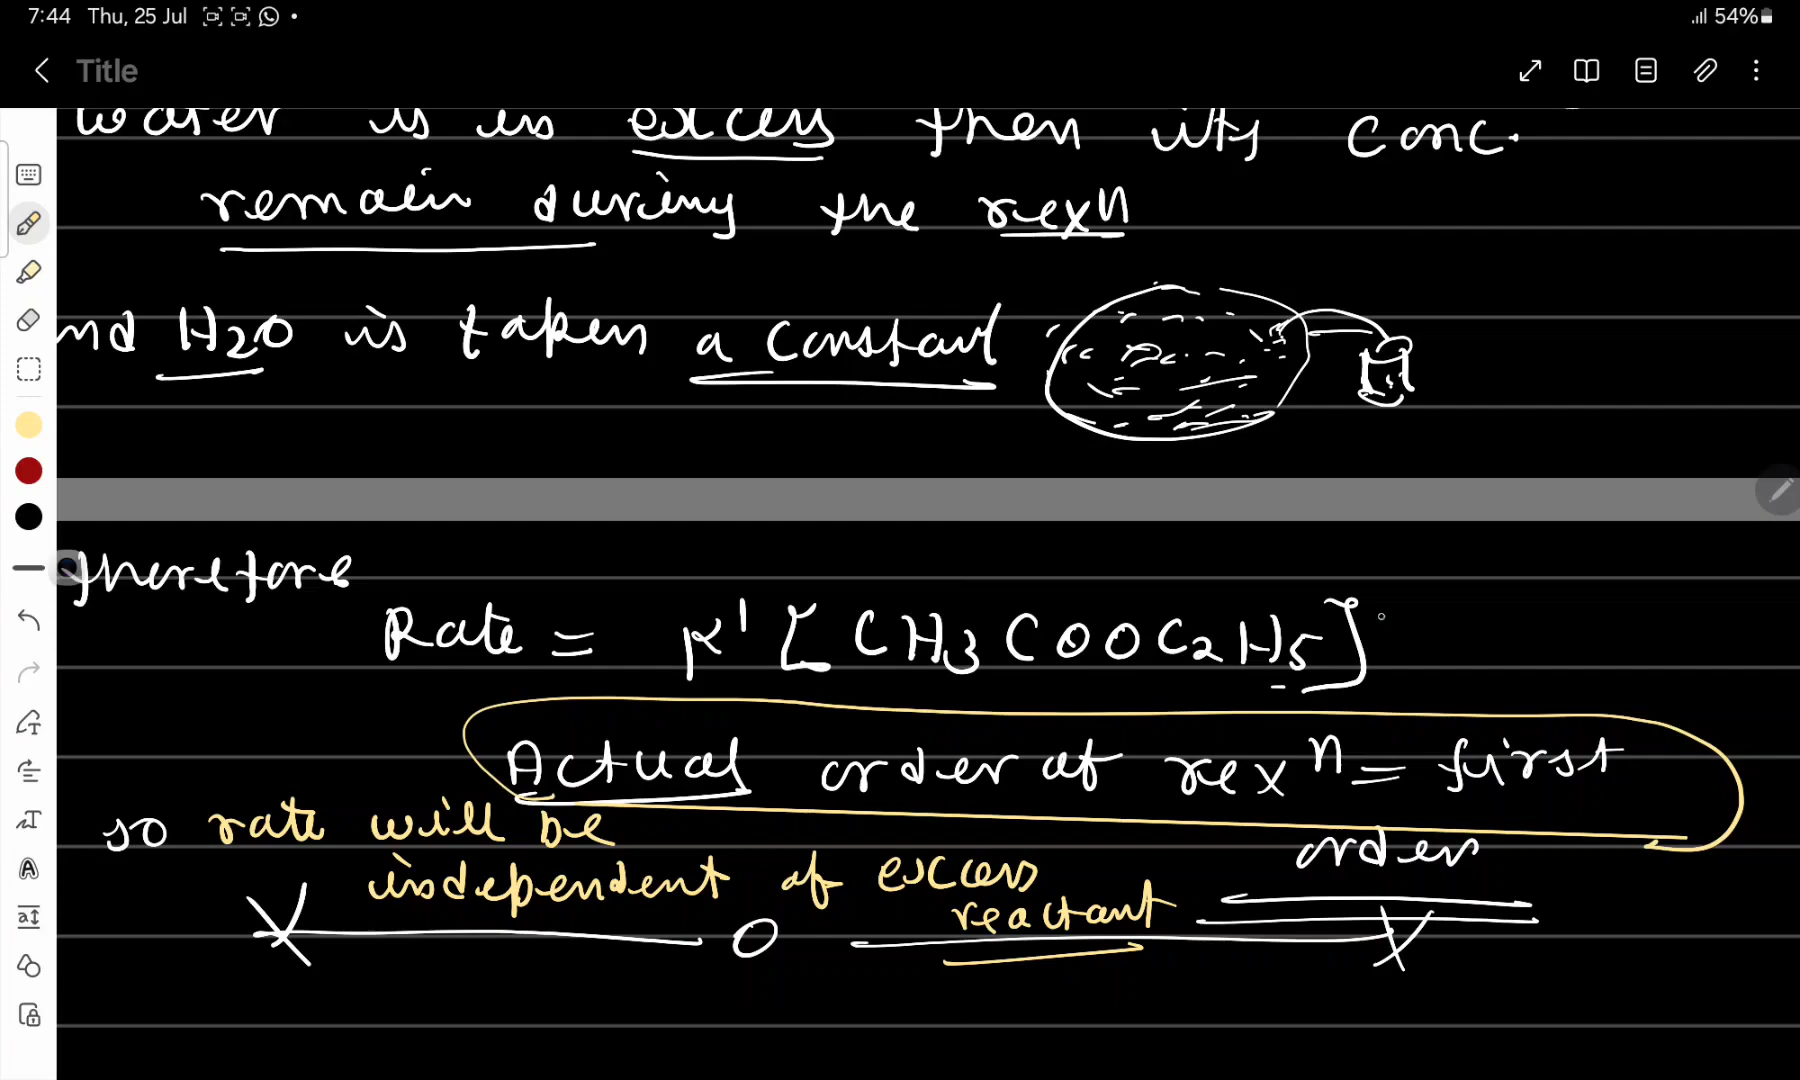 7:44 Thu, 25 Jul
54%
Title
water is is excess then its conc.
remain during the rexn
nd H2O is taken a constant
therefore
Rate = K' [CH3COOC2H5]
Actual order of rexn = first
order
so rate will be
independent of excess
reactant